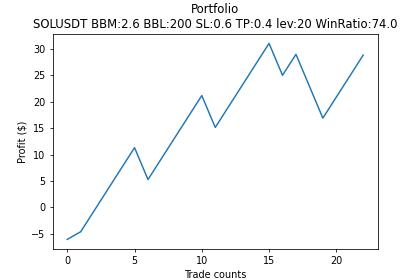 Portfolio
SOLUSDT BBM:2.6 BBL:200 SL:0.6 TP:0.4 lev:20 WinRatio:74.0
30
25
20
15
10
5
0
−5
Profit ($)
0 5 10 15 20
Trade counts